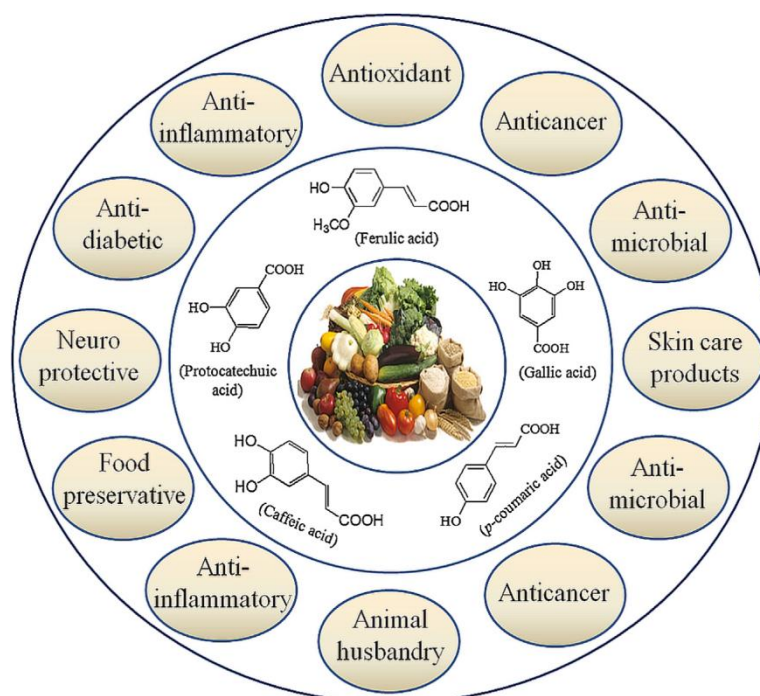 Antioxidant
Anticancer
Anti-
microbial
Skin care
products
Anti-
microbial
Anticancer
Animal
husbandry
Anti-
inflammatory
Food
preservative
Neuro
protective
Anti-
diabetic
Anti-
inflammatory
HO
H₃CO
COOH
(Ferulic acid)
OH
HO
OH
COOH
(Gallic acid)
COOH
HO
(p-coumaric acid)
OH
HO
COOH
(Caffeic acid)
COOH
HO
HO
(Protocatechuic
acid)